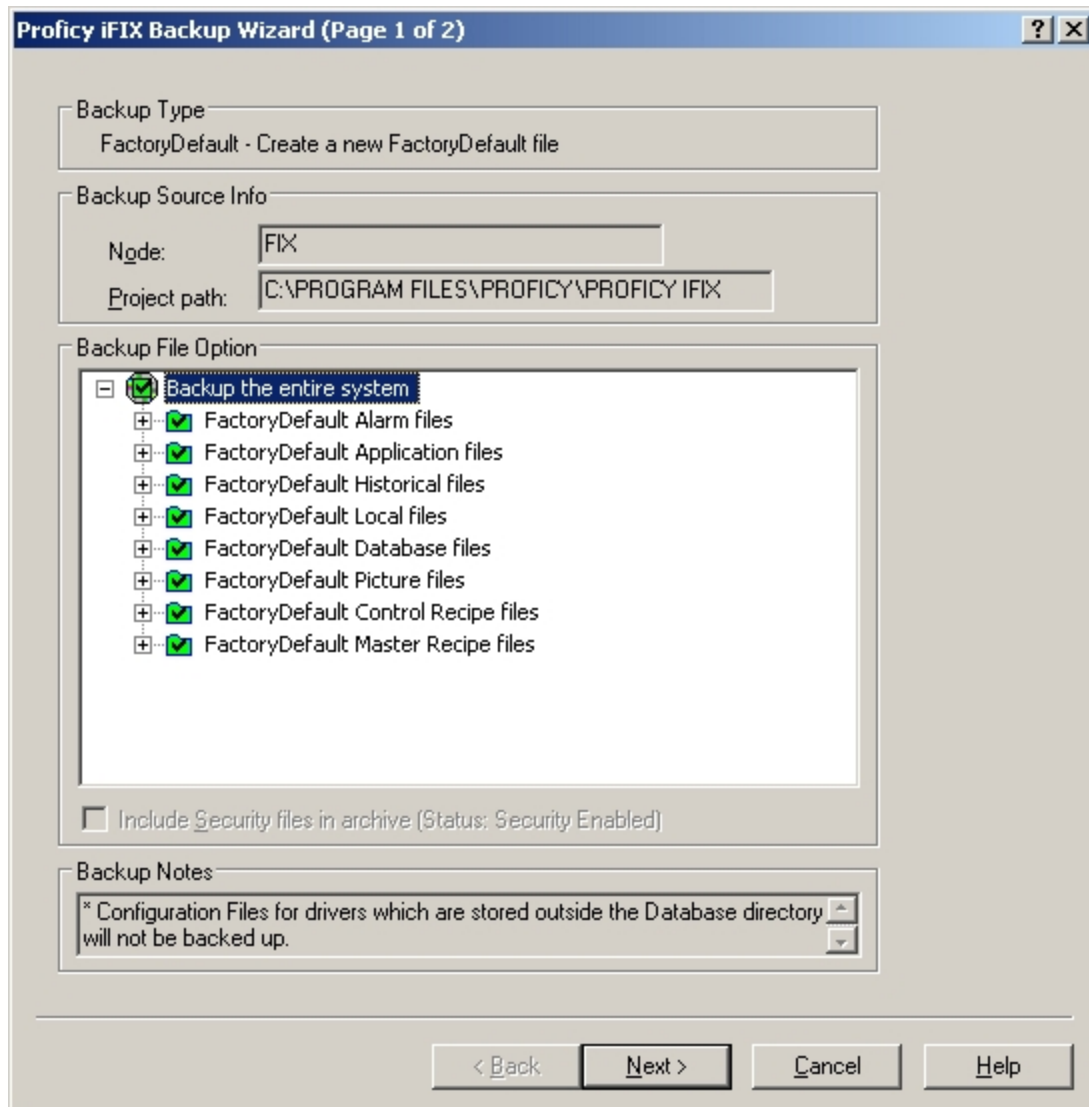 Proficy iFIX Backup Wizard (Page 1 of 2)
Backup Type
FactoryDefault - Create a new FactoryDefault file
Backup Source Info
Node:
FIX
Project path:
C:\PROGRAM FILES\PROFICY\PROFICY IFIX
Backup File Option
Backup the entire system
FactoryDefault Alarm files
FactoryDefault Application files
FactoryDefault Historical files
FactoryDefault Local files
FactoryDefault Database files
FactoryDefault Picture files
FactoryDefault Control Recipe files
FactoryDefault Master Recipe files
Include Security files in archive (Status: Security Enabled)
Backup Notes
* Configuration Files for drivers which are stored outside the Database directory
will not be backed up.
< Back
Next >
Cancel
Help